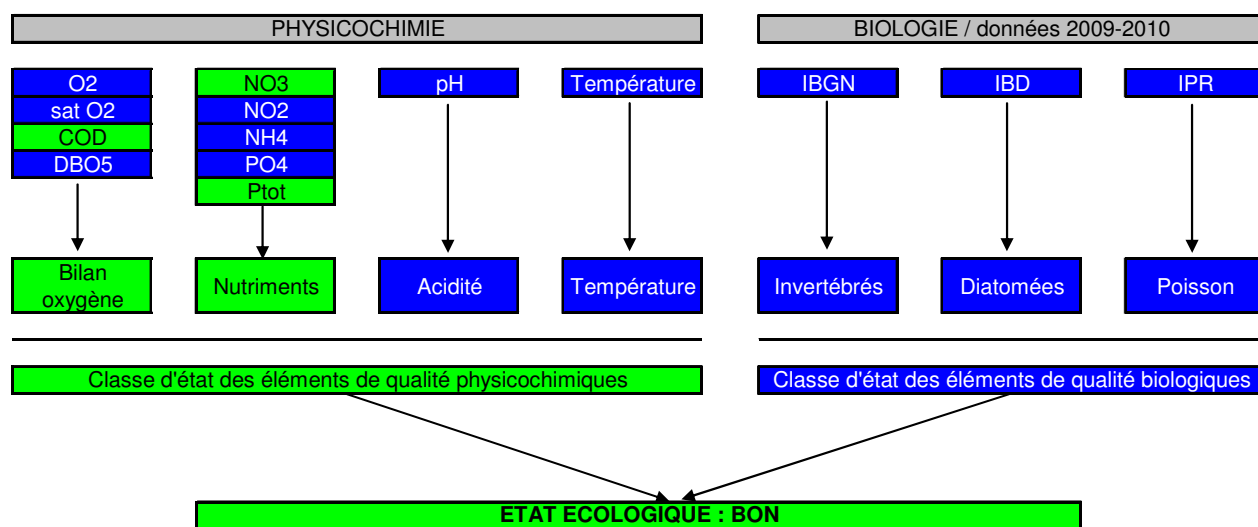 PHYSICOCHIMIE
BIOLOGIE / données 2009-2010
O2
sat O2
COD
DBO5
NO3
NO2
NH4
PO4
Ptot
pH
Température
IBGN
IBD
IPR
Bilan
oxygène
Nutriments
Acidité
Température
Invertébrés
Diatomées
Poisson
Classe d'état des éléments de qualité physicochimiques
Classe d'état des éléments de qualité biologiques
ETAT ECOLOGIQUE : BON